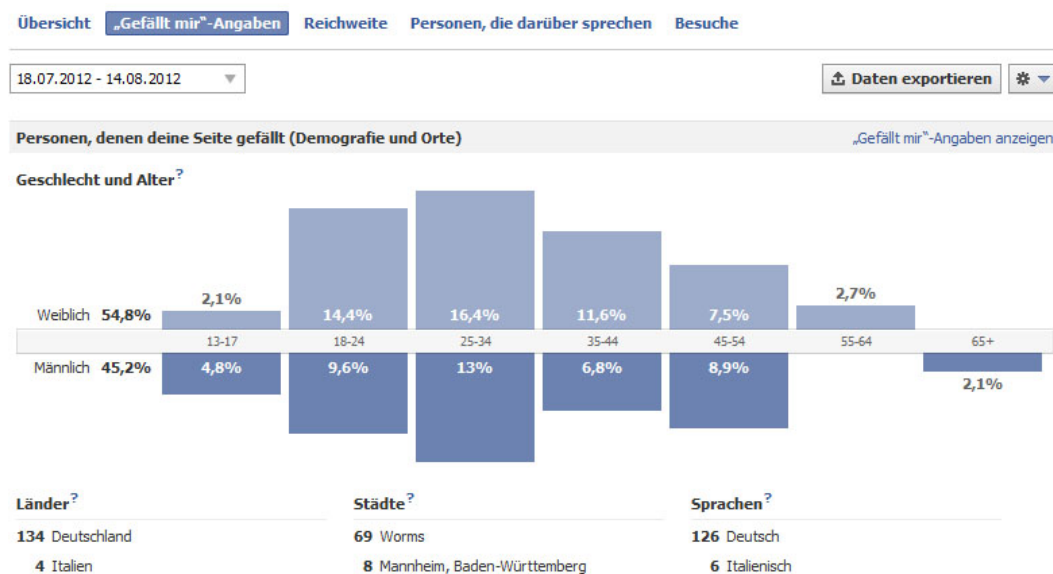 Übersicht „Gefällt mir"-Angaben Reichweite Personen, die darüber sprechen Besuche
18.07.2012 - 14.08.2012 Daten exportieren
Personen, denen deine Seite gefällt (Demografie und Orte) „Gefällt mir"-Angaben anzeigen
Geschlecht und Alter?
2,1% 2,7%
Weiblich 54,8% 14,4% 16,4% 11,6% 7,5%
13-17 18-24 25-34 35-44 45-54 55-64 65+
Männlich 45,2% 4,8% 9,6% 13% 6,8% 8,9%
2,1%
Länder? Städte? Sprachen?
134 Deutschland 69 Worms 126 Deutsch
4 Italien 8 Mannheim, Baden-Württemberg 6 Italienisch